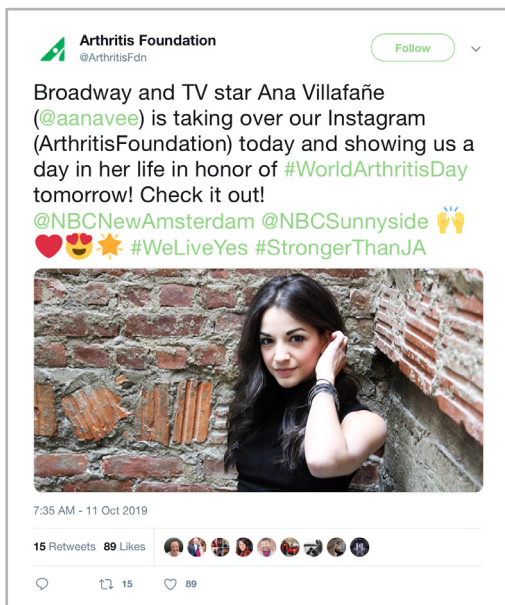 Arthritis Foundation
@ArthritisFdn
Follow
Broadway and TV star Ana Villafañe
(@aanavee) is taking over our Instagram
(ArthritisFoundation) today and showing us a
day in her life in honor of #WorldArthritisDay
tomorrow! Check it out!
@NBCNewAmsterdam @NBCSunnyside 🙌
❤️😍🌟 #WeLiveYes #StrongerThanJA
7:35 AM - 11 Oct 2019
15 Retweets 89 Likes
15 89